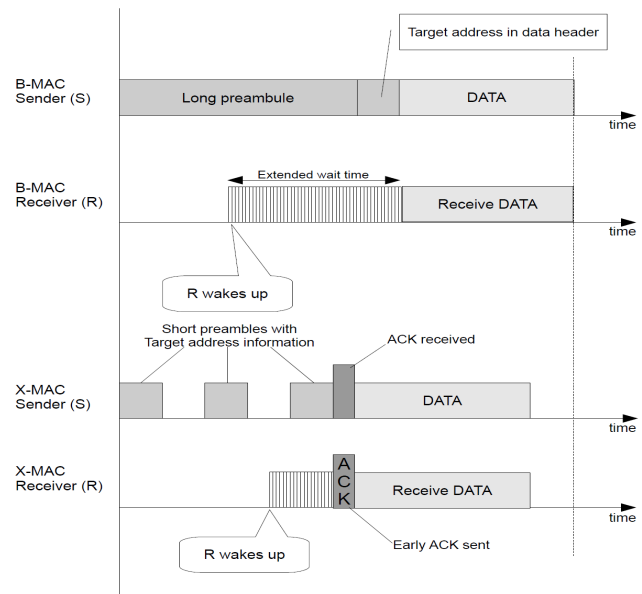 Target address in data header
B-MAC
Sender (S)
Long preambule
DATA
time
Extended wait time
B-MAC
Receiver (R)
Receive DATA
time
R wakes up
Short preambles with
Target address information
ACK received
X-MAC
Sender (S)
DATA
time
X-MAC
Receiver (R)
A
C
K
Receive DATA
time
R wakes up
Early ACK sent